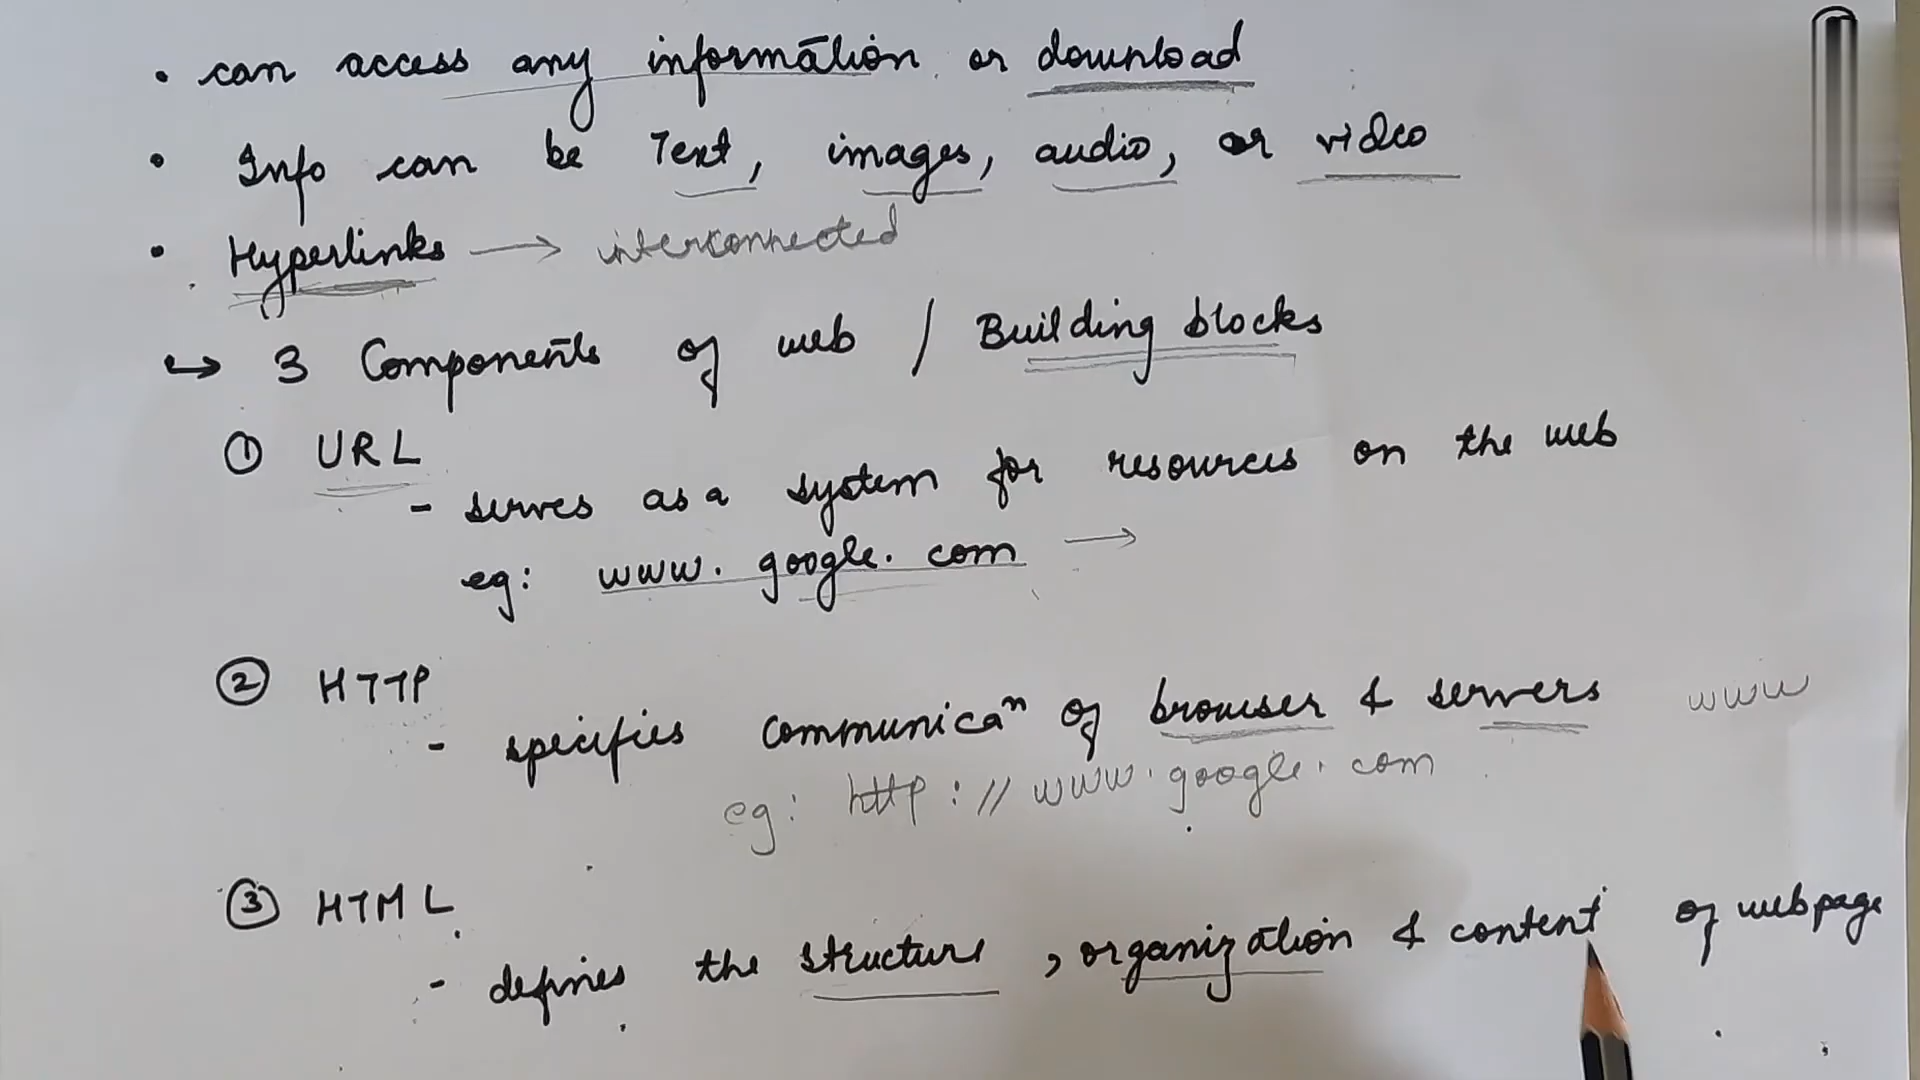 • can access any information or download
• Info can be Text, images, audio, or video
• Hyperlinks → interconnected
↪ 3 Components of web / Building blocks
① URL
- serves as a system for resources on the web
eg: www.google.com →
② HTTP
- specifies communicaⁿ of browser & servers www
eg: http://www.google.com
③ HTML
- defines the structure, organization & content of webpage